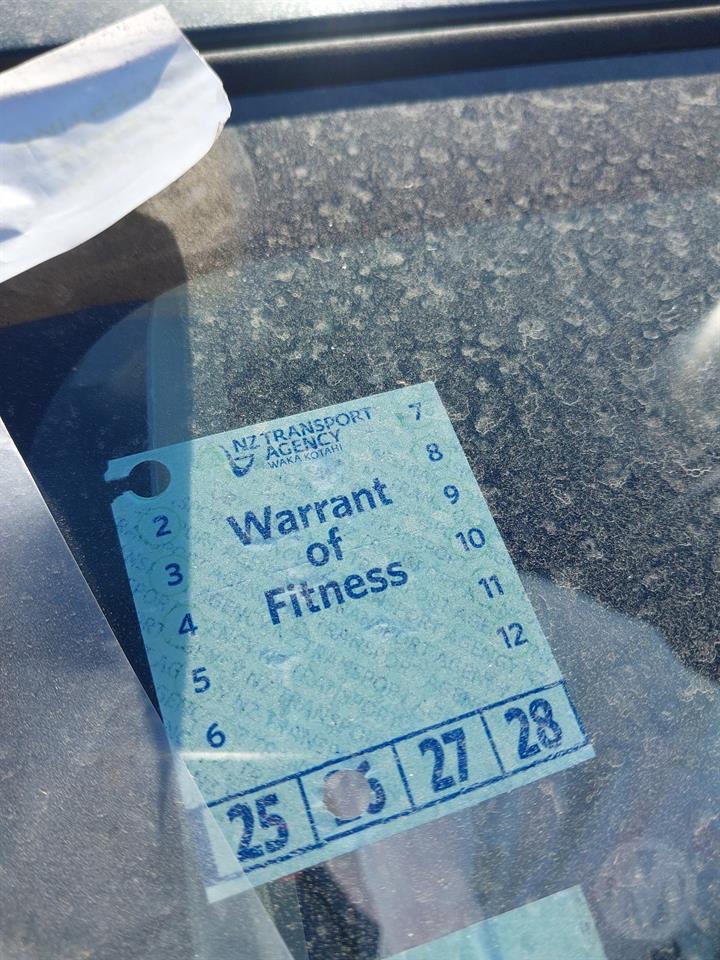 NZ TRANSPORT
AGENCY
WAKA KOTAHI
Warrant
of
Fitness
2
3
4
5
6
7
8
9
10
11
12
25
27
28